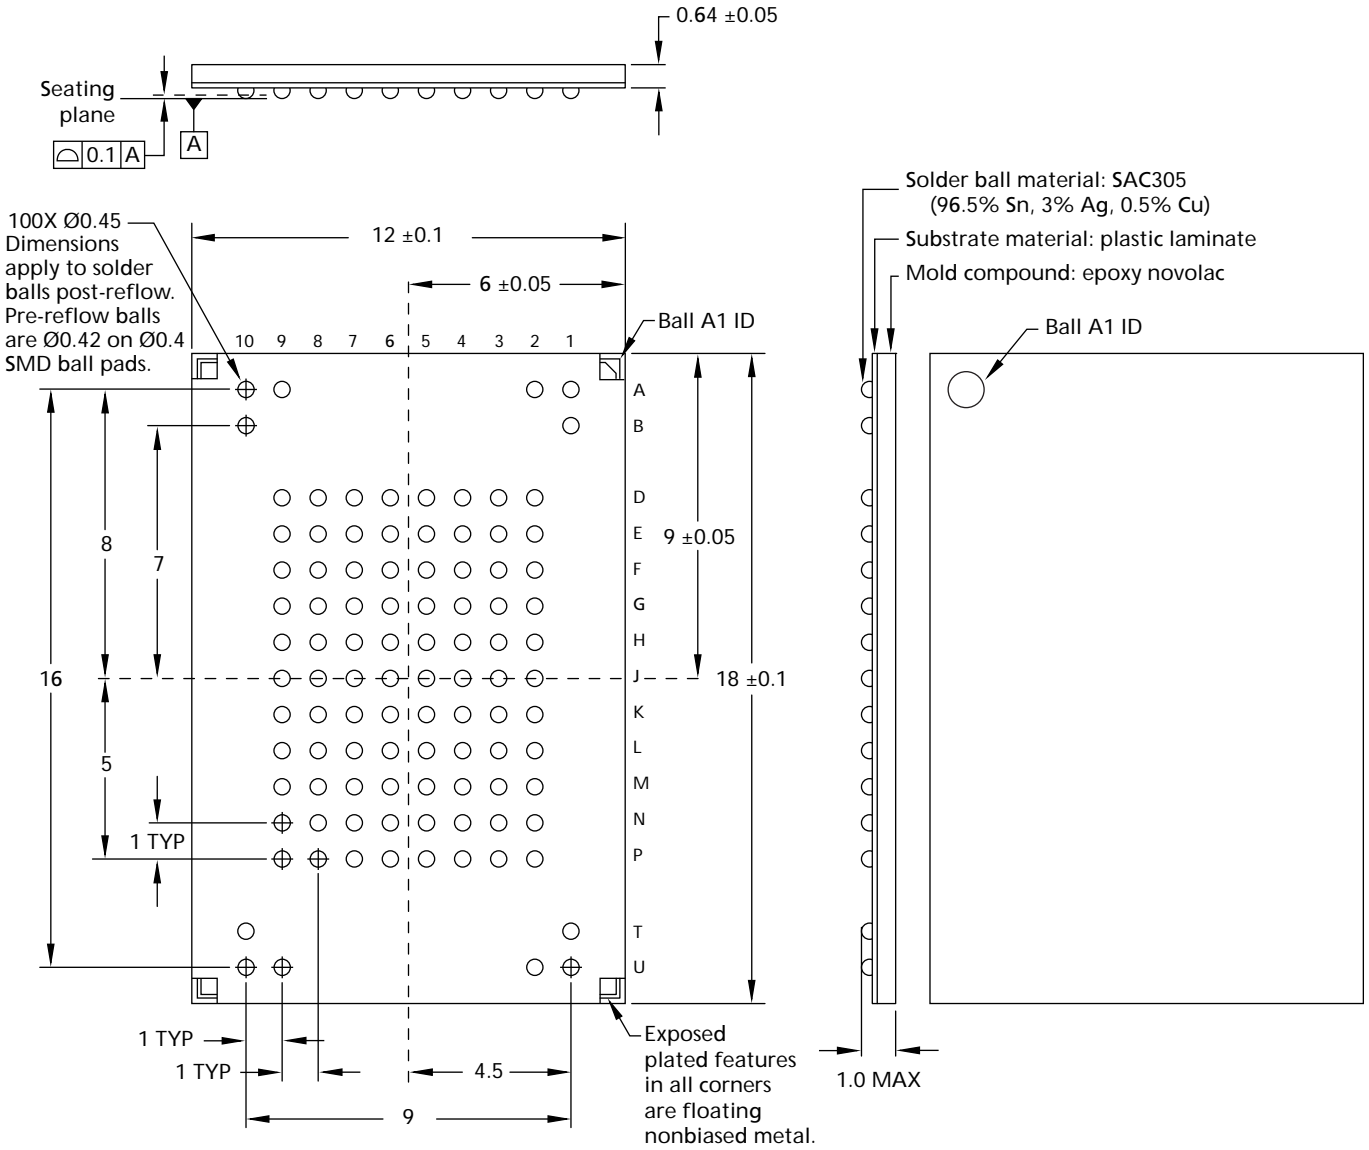 0.64 ±0.05
Seating
plane
A
0.1 A
100X Ø0.45
Dimensions
apply to solder
balls post-reflow.
Pre-reflow balls
are Ø0.42 on Ø0.4
SMD ball pads.
12 ±0.1
6 ±0.05
Ball A1 ID
10 9 8 7 6 5 4 3 2 1
A
B
D
E
F
G
H
J
K
L
M
N
P
T
U
16
8
7
5
1 TYP
9 ±0.05
18 ±0.1
1 TYP
1 TYP
4.5
9
Exposed
plated features
in all corners
are floating
nonbiased metal.
Solder ball material: SAC305
(96.5% Sn, 3% Ag, 0.5% Cu)
Substrate material: plastic laminate
Mold compound: epoxy novolac
Ball A1 ID
1.0 MAX